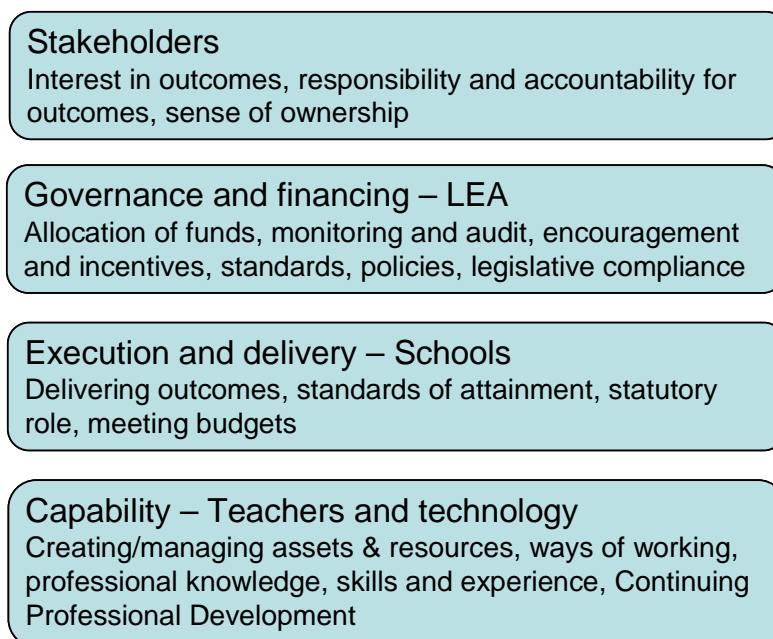 Stakeholders
Interest in outcomes, responsibility and accountability for
outcomes, sense of ownership
Governance and financing – LEA
Allocation of funds, monitoring and audit, encouragement
and incentives, standards, policies, legislative compliance
Execution and delivery – Schools
Delivering outcomes, standards of attainment, statutory
role, meeting budgets
Capability – Teachers and technology
Creating/managing assets & resources, ways of working,
professional knowledge, skills and experience, Continuing
Professional Development